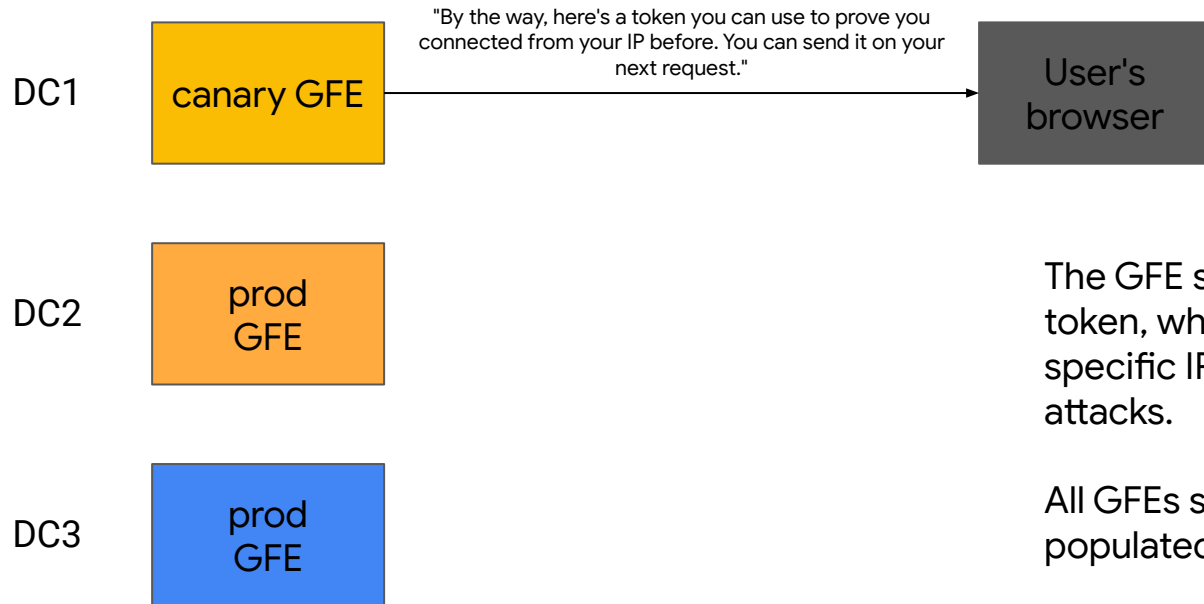 "By the way, here's a token you can use to prove you
connected from your IP before. You can send it on your
next request."
DC1
canary GFE
User's
browser
DC2
prod
GFE
The GFE
token,
specific
attacks.
DC3
prod
GFE
All GFEs